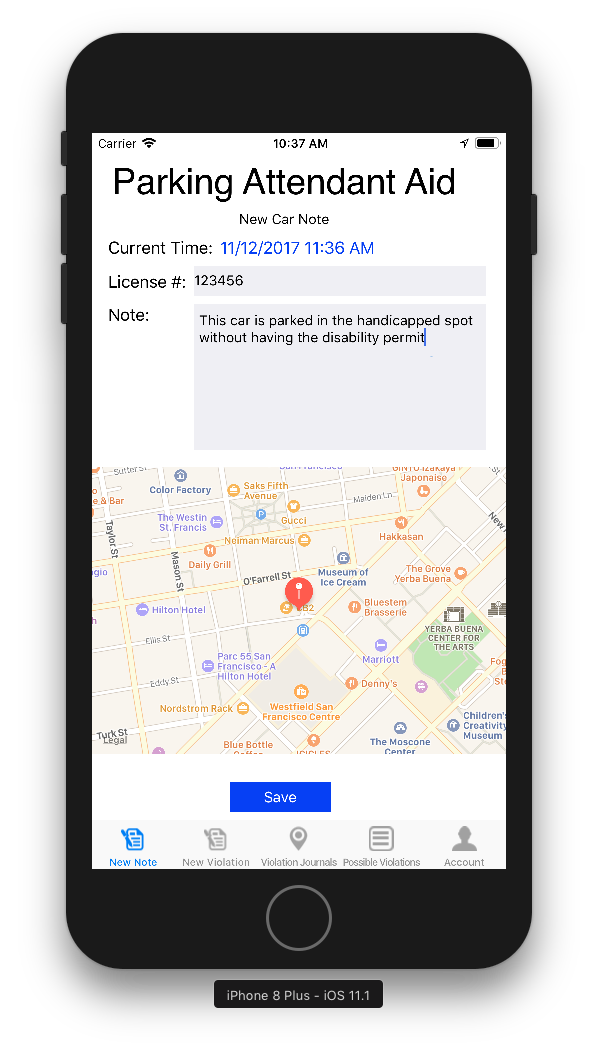 Carrier
10:37 AM
Parking Attendant Aid
New Car Note
Current Time: 11/12/2017 11:36 AM
License #: 123456
Note:
This car is parked in the handicapped spot
without having the disability permit
Sutter St
Color Factory
Saks Fifth
Avenue
Maiden Ln
GINTO Izakaya
Japonaise
e & Bar
The Westin
St. Francis
Gucci
Taylor St
Mason St
Neiman Marcus
Hakkasan
Daily Grill
O'Farrell St
Museum of
Ice Cream
The Grove
Yerba Buena
Hilton Hotel
Bluestem
Brasserie
YERBA BUENA
CENTER FOR
THE ARTS
Ellis St
Parc 55 San
Francisco - A
Hilton Hotel
Marriott
Eddy St
Denny's
Nordstrom Rack
Westfield San
Francisco Centre
Children's
Creativity
Museum
Turk St
Legal
Blue Bottle
The Moscone
Center
Save
New Note
New Violation
Violation Journals
Possible Violations
Account
iPhone 8 Plus - iOS 11.1